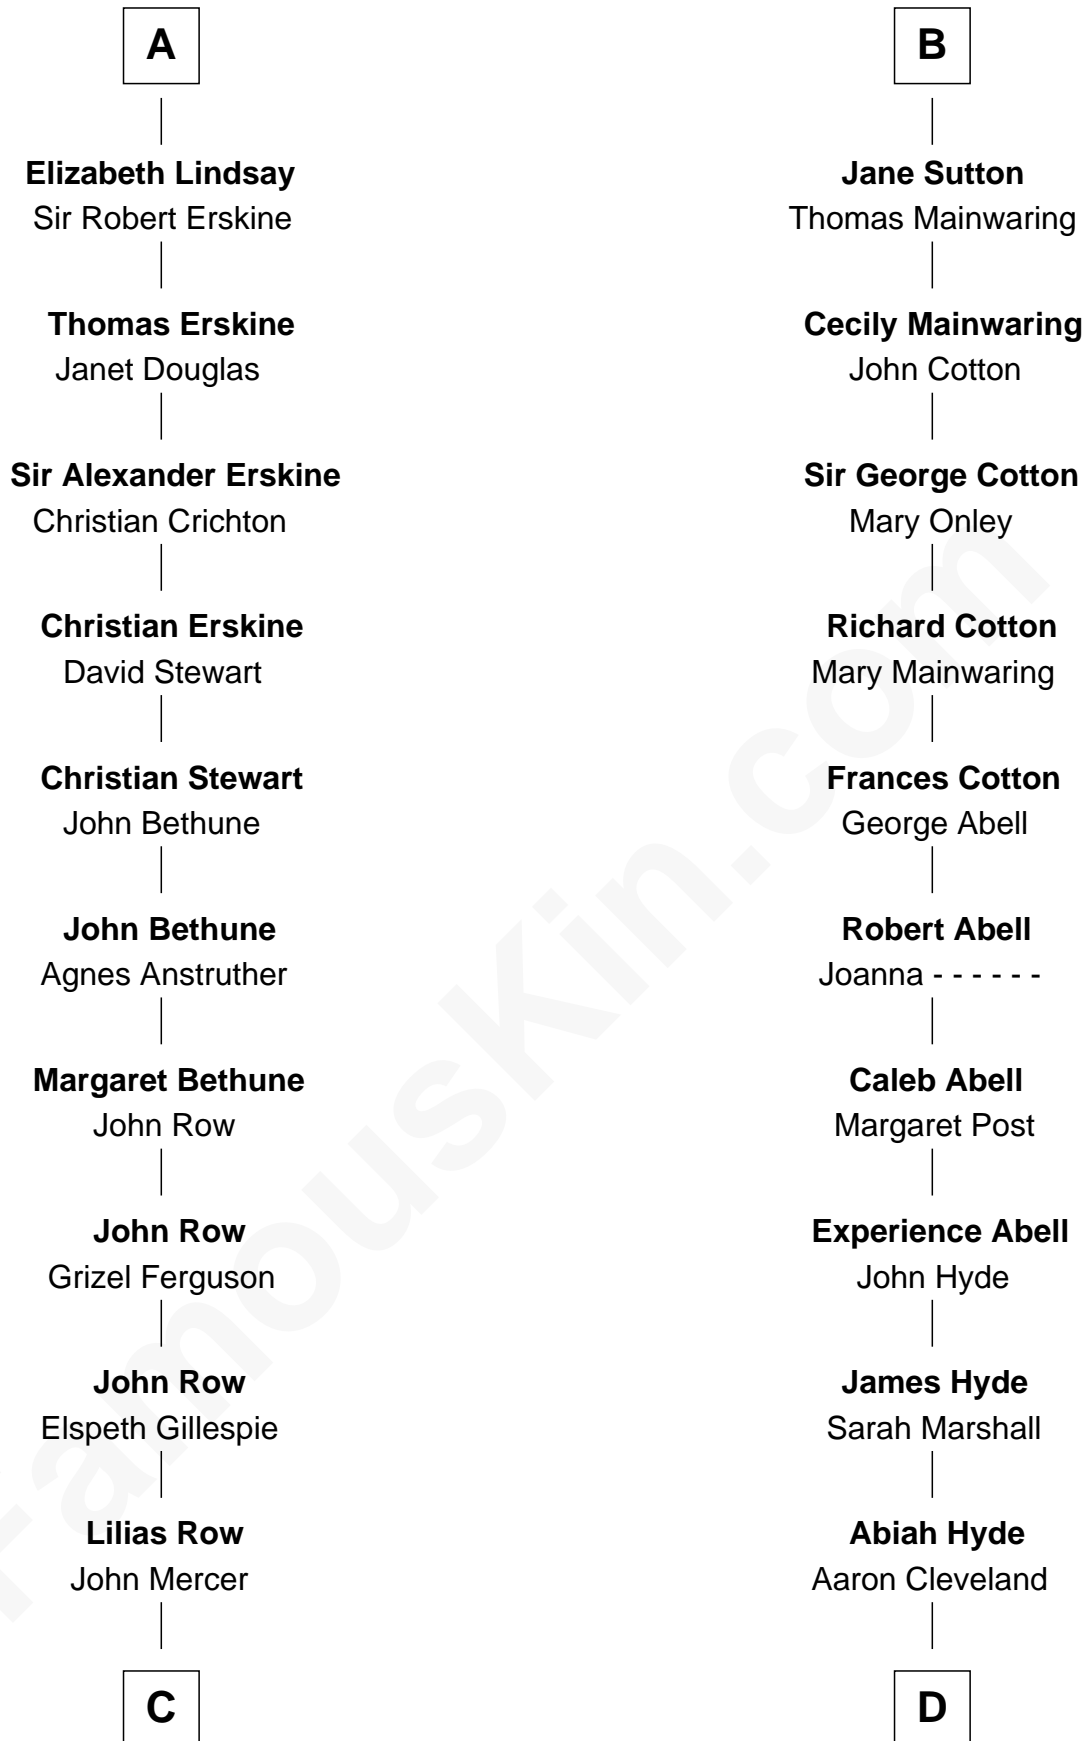 A
Elizabeth Lindsay
Sir Robert Erskine
Thomas Erskine
Janet Douglas
Sir Alexander Erskine
Christian Crichton
Christian Erskine
David Stewart
Christian Stewart
John Bethune
John Bethune
Agnes Anstruther
Margaret Bethune
John Row
John Row
Grizel Ferguson
John Row
Elspeth Gillespie
Lilias Row
John Mercer
C
B
Jane Sutton
Thomas Mainwaring
Cecily Mainwaring
John Cotton
Sir George Cotton
Mary Onley
Richard Cotton
Mary Mainwaring
Frances Cotton
George Abell
Robert Abell
Joanna - - - - - -
Caleb Abell
Margaret Post
Experience Abell
John Hyde
James Hyde
Sarah Marshall
Abiah Hyde
Aaron Cleveland
D
FamousKin.com